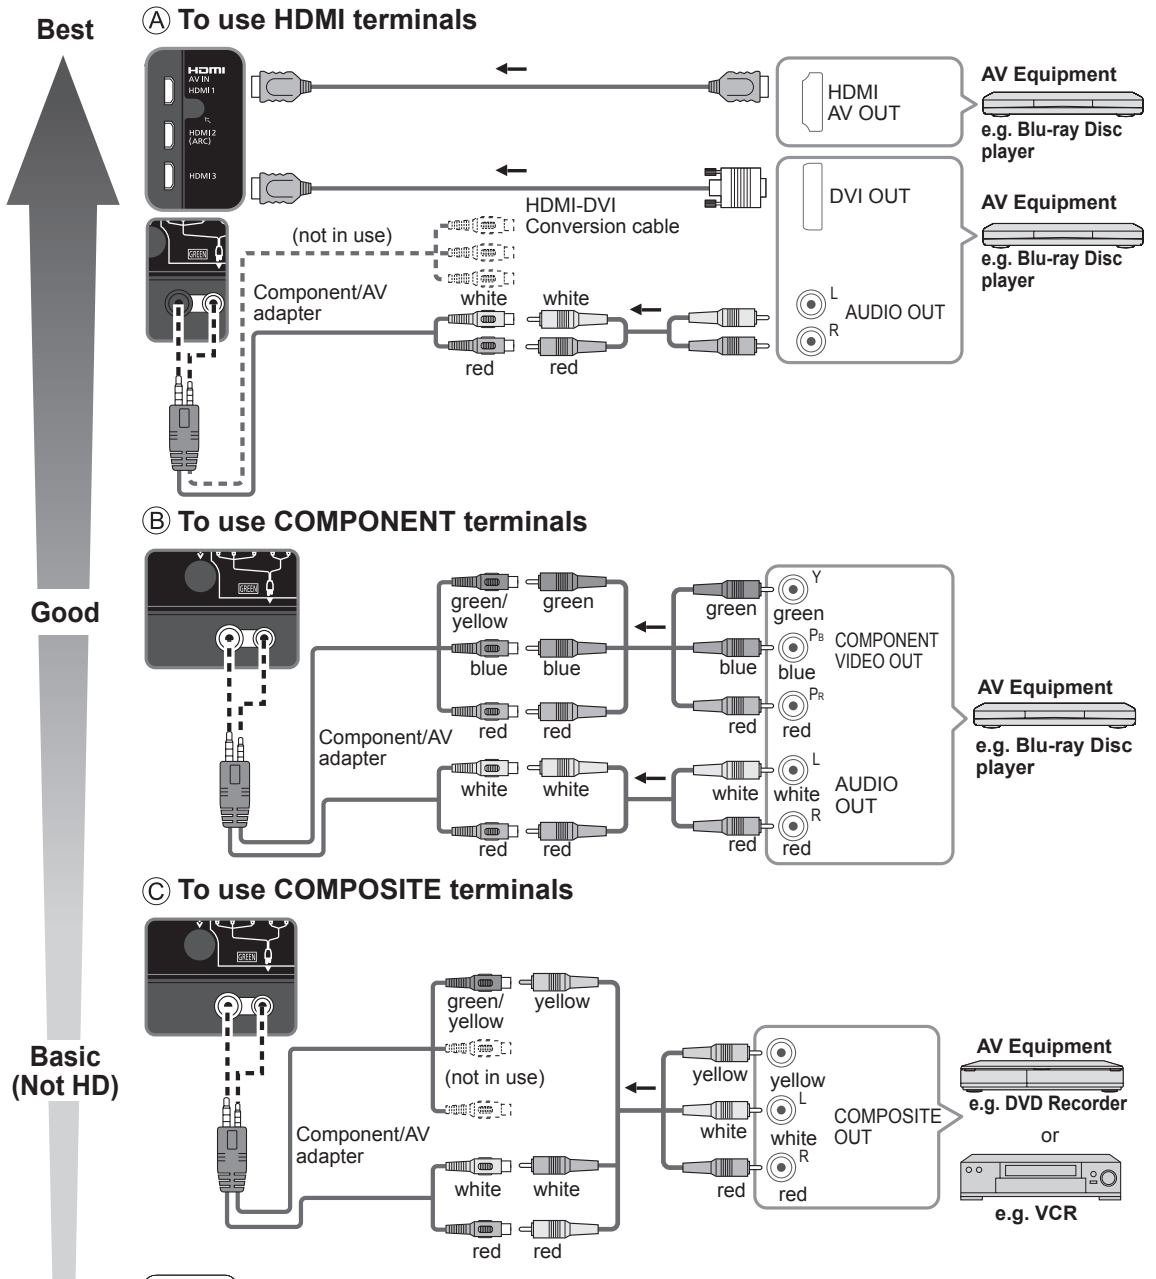 Best
Ⓐ To use HDMI terminals
HDMI
AV IN
HDMI 1
HDMI 2
(ARC)
HDMI 3
HDMI
AV OUT
AV Equipment
e.g. Blu-ray Disc
player
DVI OUT
AV Equipment
e.g. Blu-ray Disc
player
HDMI-DVI
Conversion cable
(not in use)
GREEN
Component/AV
adapter
white
white
L
AUDIO OUT
R
red
red
Ⓑ To use COMPONENT terminals
GREEN
Good
green/
yellow
green
green
Y
green
blue
blue
blue
PB
blue
COMPONENT
VIDEO OUT
red
red
red
PR
red
AV Equipment
e.g. Blu-ray Disc
player
Component/AV
adapter
white
white
white
L
white
AUDIO
OUT
red
red
red
R
red
Ⓒ To use COMPOSITE terminals
GREEN
Basic
(Not HD)
green/
yellow
yellow
(not in use)
yellow
yellow
white
L
white
COMPOSITE
OUT
red
R
red
AV Equipment
e.g. DVD Recorder
or
e.g. VCR
Component/AV
adapter
white
white
red
red